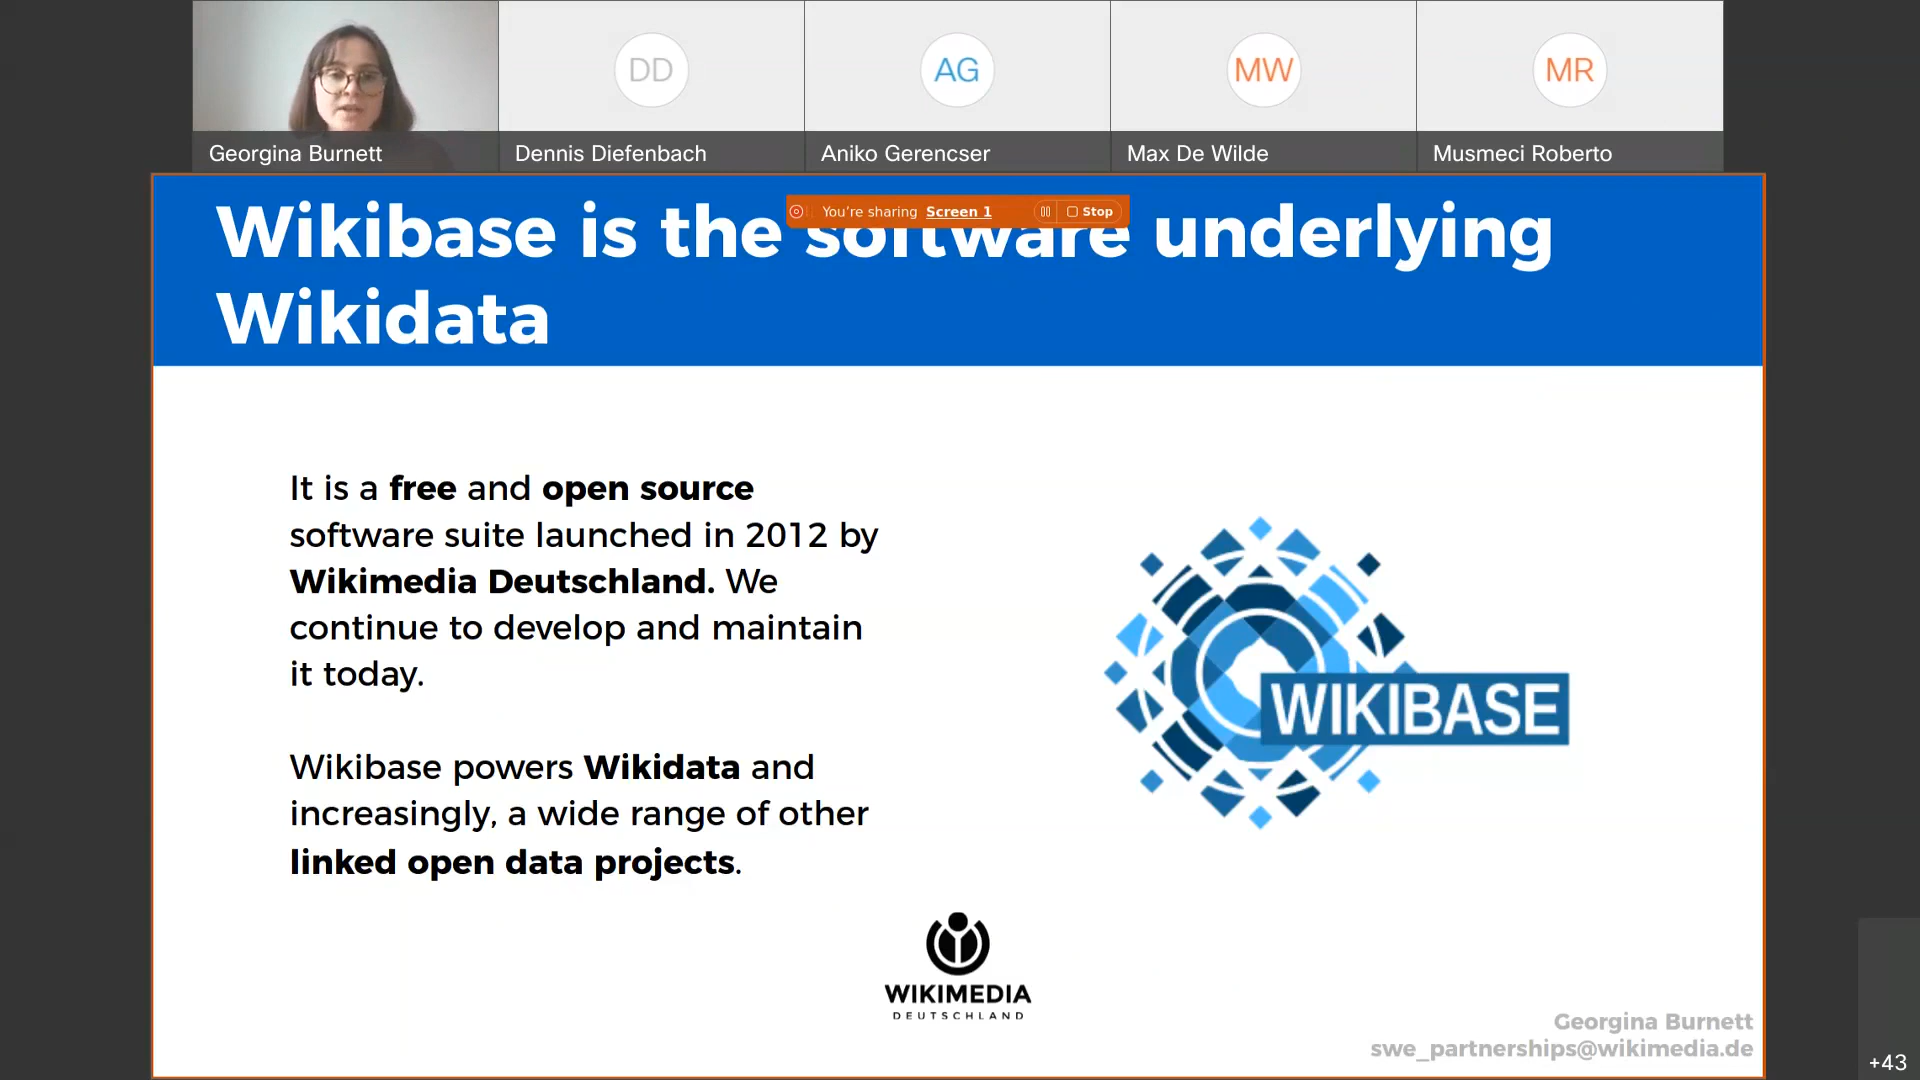 DD
AG
MW
MR
Georgina Burnett
Dennis Diefenbach
Aniko Gerencser
Max De Wilde
Musmeci Roberto
You're sharing Screen 1
Stop
Wikibase is the software underlying
Wikidata
It is a free and open source
software suite launched in 2012 by
Wikimedia Deutschland. We
continue to develop and maintain
it today.
Wikibase powers Wikidata and
increasingly, a wide range of other
linked open data projects.
WIKIBASE
WIKIMEDIA
DEUTSCHLAND
Georgina Burnett
swe_partnerships@wikimedia.de
+43